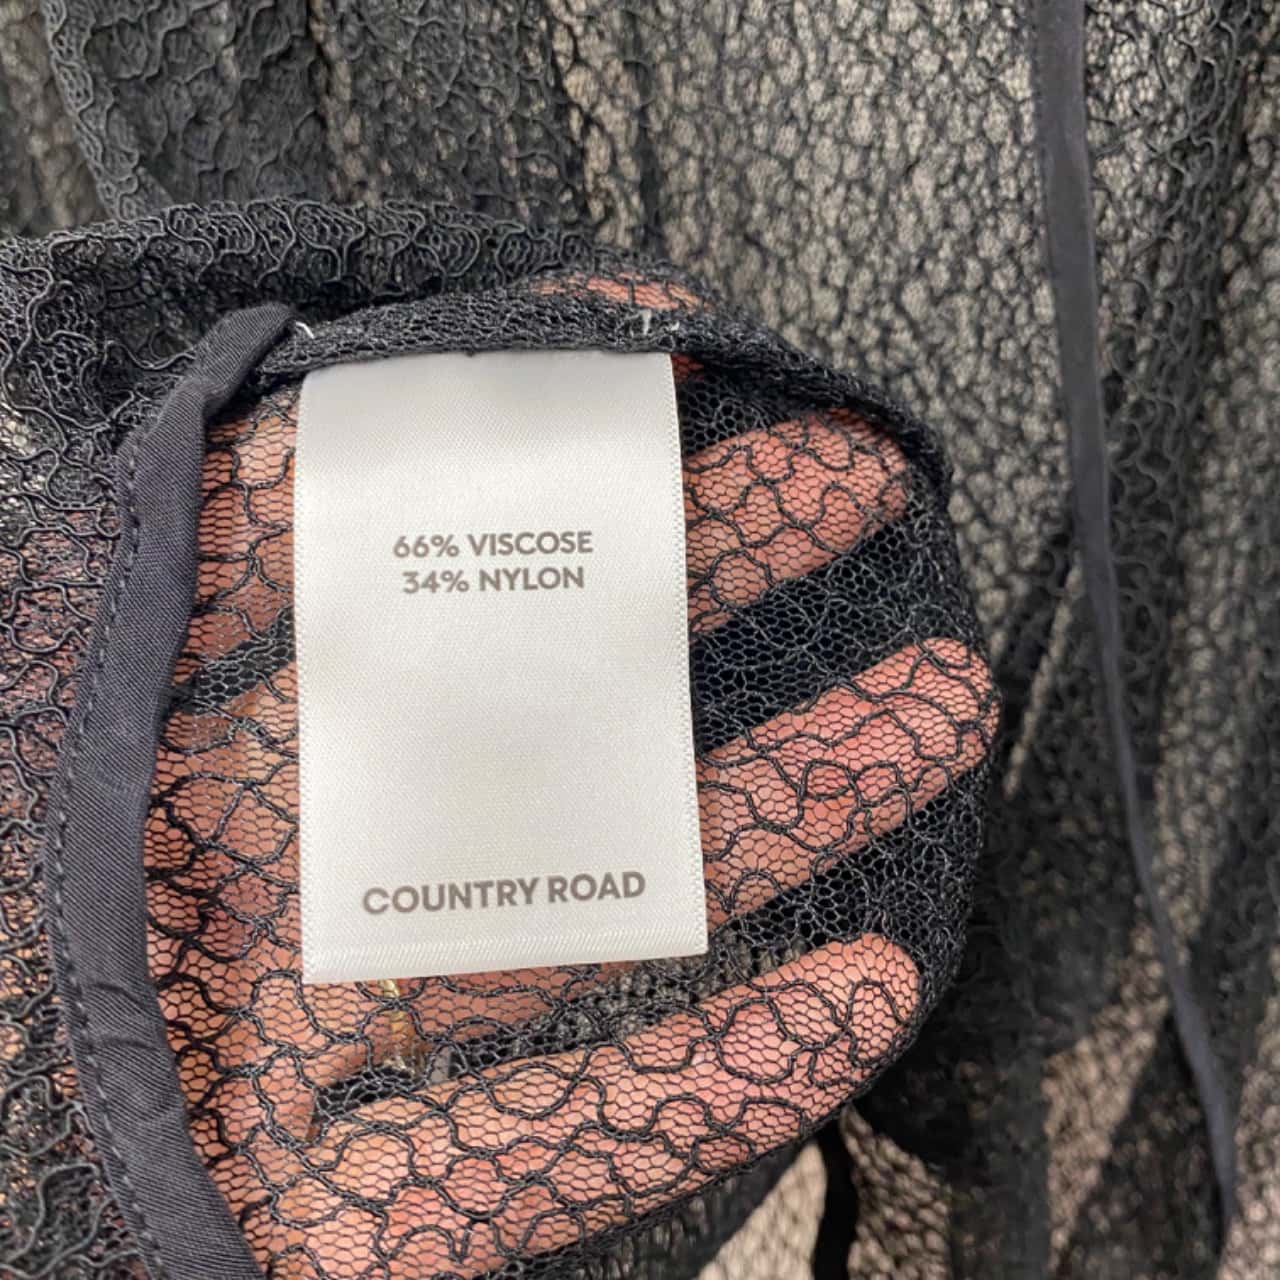 66% VISCOSE
34% NYLON
COUNTRY ROAD